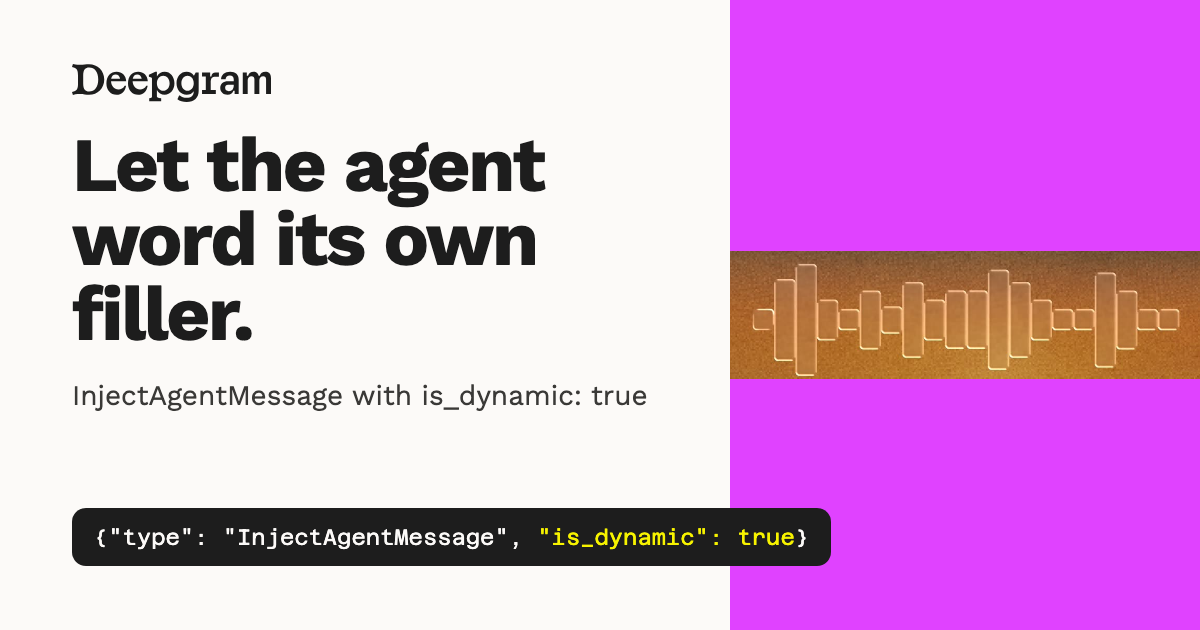 Deepgram
Let the agent
word its own
filler.
InjectAgentMessage with is_dynamic: true
{"type": "InjectAgentMessage", "is_dynamic": true}